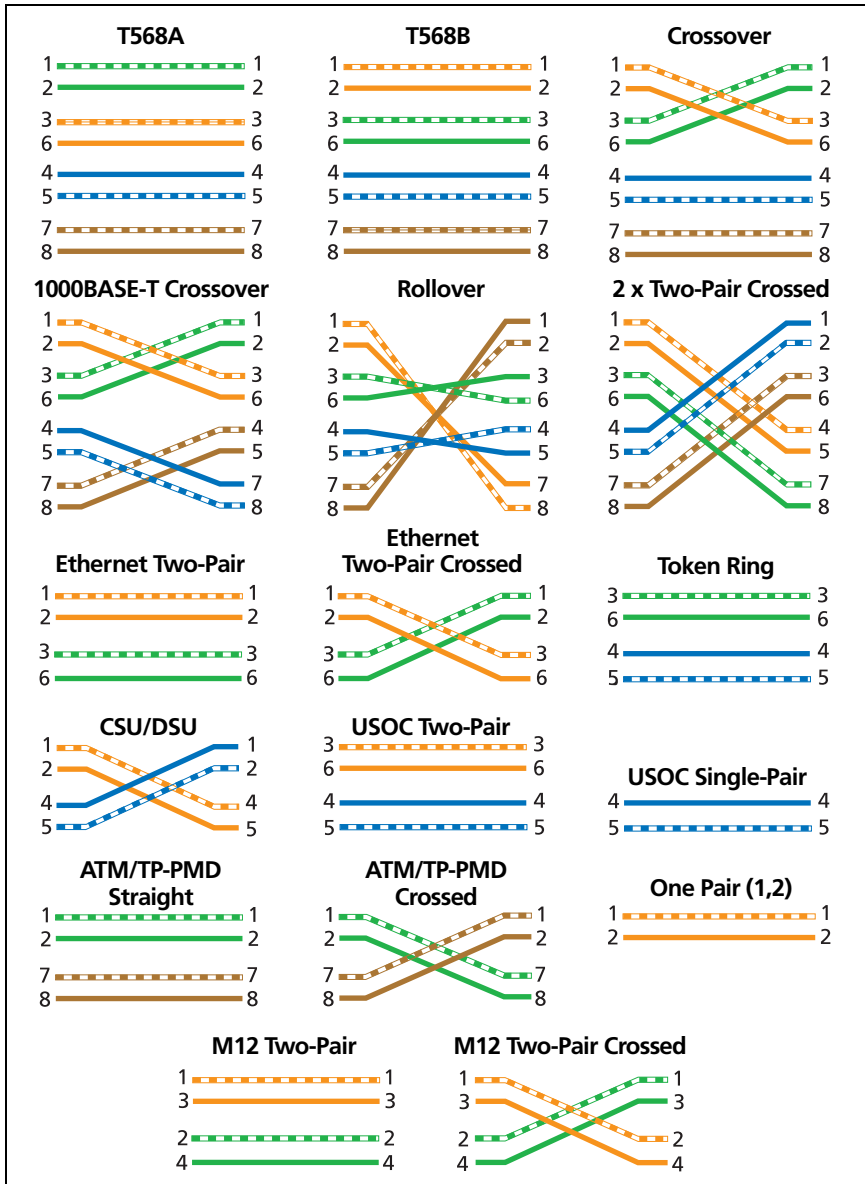 T568A T568B Crossover
1 1 1 1 1 1
2 2 2 2 2 2
3 3 3 3 3 3
6 6 6 6 6 6
4 4 4 4 4 4
5 5 5 5 5 5
7 7 7 7 7 7
8 8 8 8 8 8
1000BASE-T Crossover Rollover 2 x Two-Pair Crossed
1 1 1 1 1 1
2 2 2 2 2 2
3 3 3 3 3 3
6 6 6 6 6 6
4 4 4 4 4 4
5 5 5 5 5 5
7 7 7 7 7 7
8 8 8 8 8 8
Ethernet Two-Pair
1 1
2 2
3 3
6 6
Ethernet
Two-Pair Crossed
1 1
2 2
3 3
6 6
Token Ring
3 3
6 6
4 4
5 5
CSU/DSU
1 1
2 2
4 4
5 5
USOC Two-Pair
3 3
6 6
4 4
5 5
USOC Single-Pair
4 4
5 5
ATM/TP-PMD
Straight
1 1
2 2
7 7
8 8
ATM/TP-PMD
Crossed
1 1
2 2
7 7
8 8
One Pair (1,2)
1 1
2 2
M12 Two-Pair
1 1
3 3
2 2
4 4
M12 Two-Pair Crossed
1 1
3 3
2 2
4 4